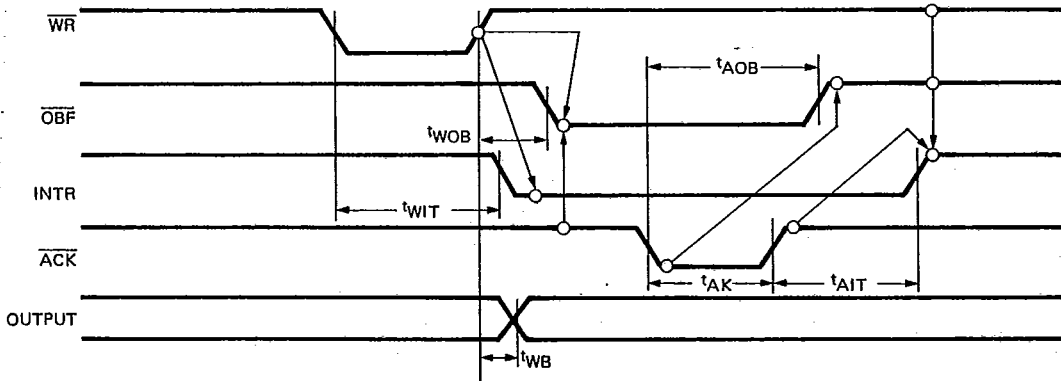 WR
tAOB
OBF
tWOB
INTR
tWIT
ACK
tAK
tAIT
OUTPUT
tWB